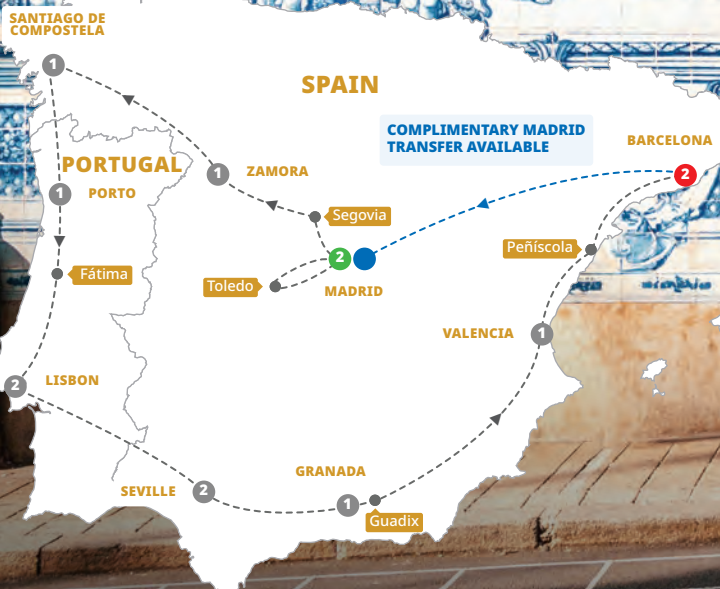 SANTIAGO DE
COMPOSTELA
1
SPAIN
COMPLIMENTARY MADRID
TRANSFER AVAILABLE
BARCELONA
2
PORTUGAL
1
ZAMORA
1
PORTO
Segovia
Peñíscola
2
MADRID
Fátima
Toledo
VALENCIA
1
2
LISBON
GRANADA
SEVILLE
2
1
Guadix